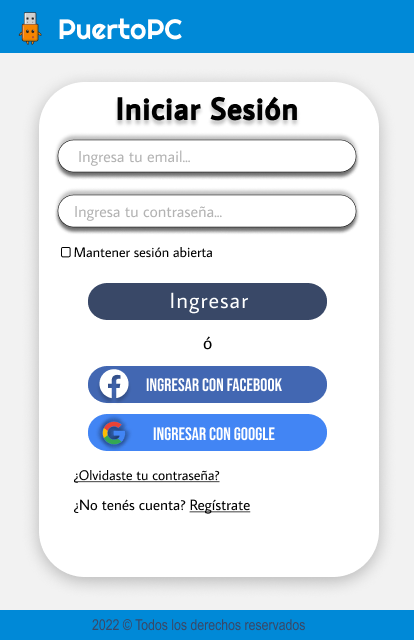 PuertoPC
Iniciar Sesión
Ingresa tu email...
Ingresa tu contraseña...
Mantener sesión abierta
Ingresar
ó
INGRESAR CON FACEBOOK
INGRESAR CON GOOGLE
¿Olvidaste tu contraseña?
¿No tenés cuenta? Regístrate
2022 © Todos los derechos reservados